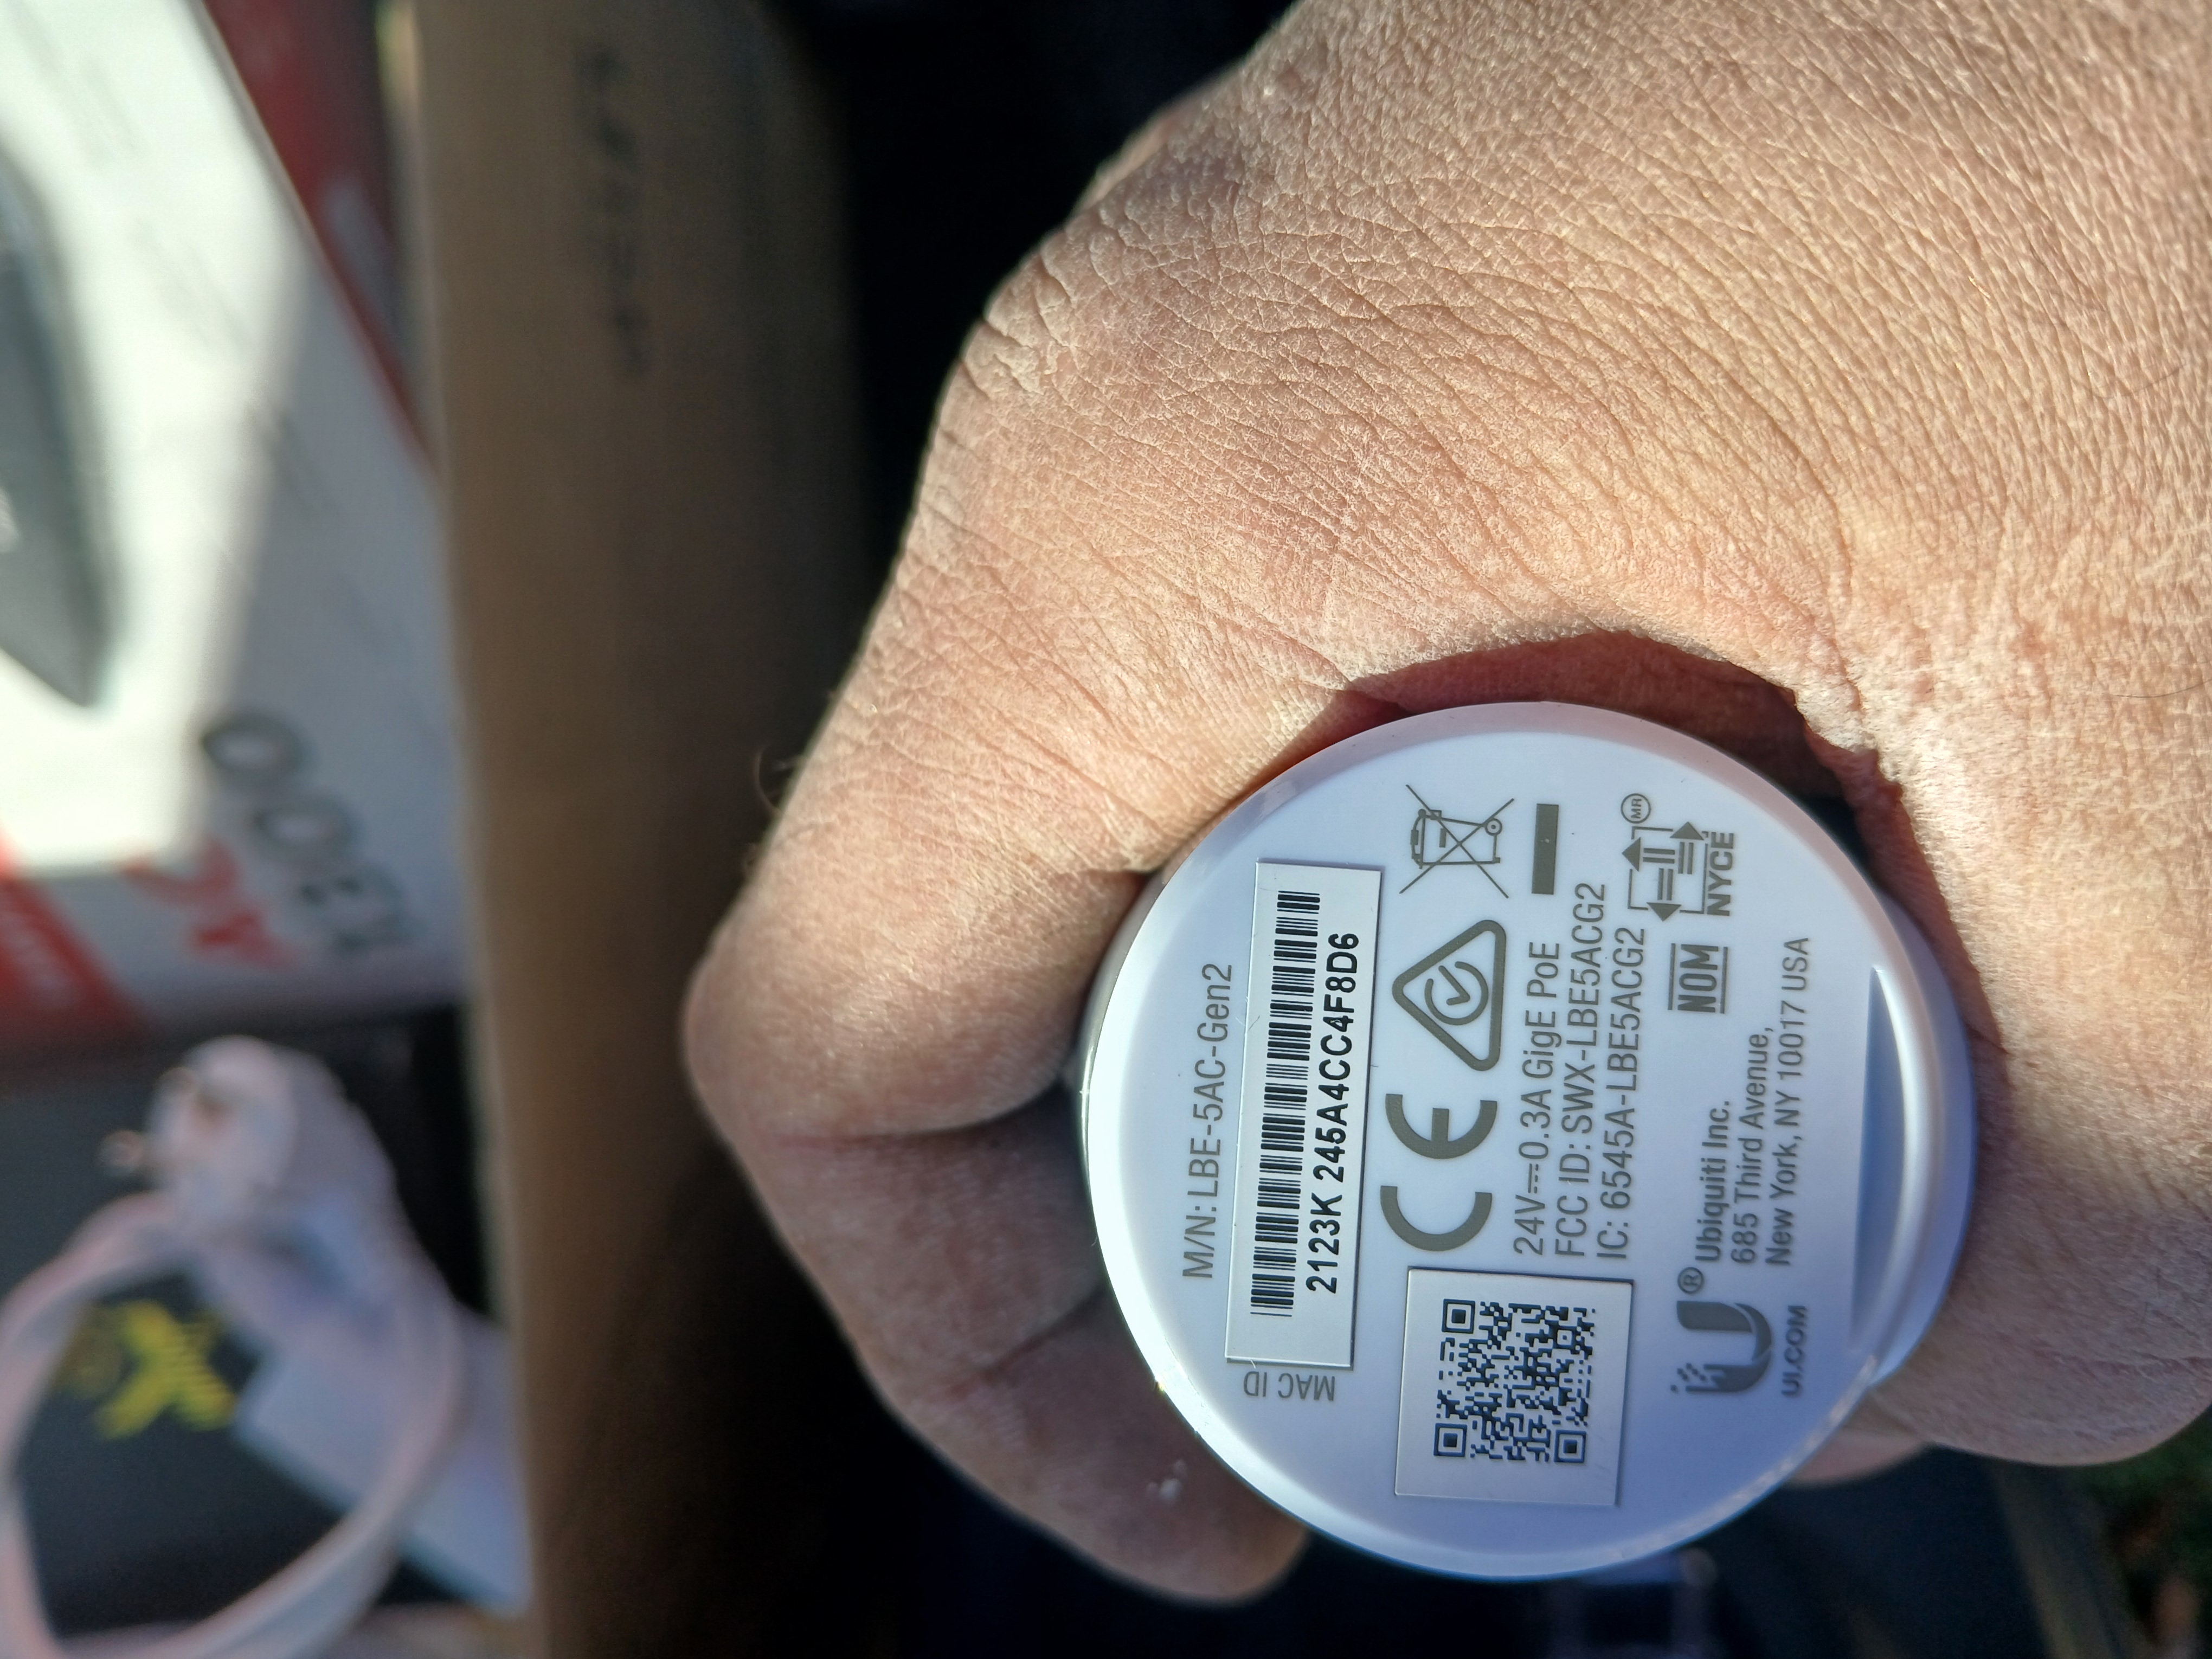 M/N: LBE-5AC-Gen2
MAC ID
2123K 245A4CC4F8D6
24V⎓0.3A GigE PoE
FCC ID: SWX-LBE5ACG2
IC: 6545A-LBE5ACG2
MR
NOM
NYCE
U®
Ubiquiti Inc.
685 Third Avenue,
New York, NY 10017 USA
UI.COM